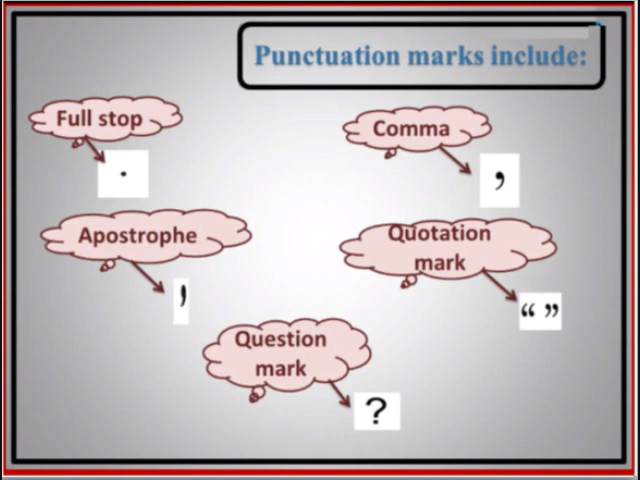 Punctuation marks include:
Full stop
.
Comma
,
Apostrophe
'
Quotation
mark
“ ”
Question
mark
?